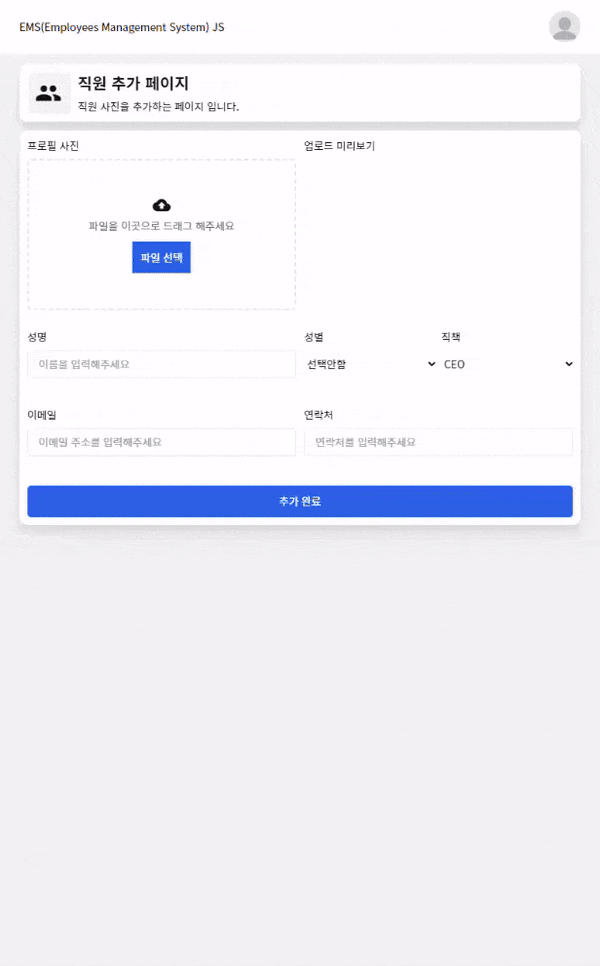 EMS(Employees Management System) JS
직원 추가 페이지
직원 사진을 추가하는 페이지 입니다.
프로필 사진
업로드 미리보기
파일을 이곳으로 드래그 해주세요
파일 선택
성명
성별
직책
이름을 입력해주세요
선택안함
CEO
이메일
연락처
이메일 주소를 입력해주세요
연락처를 입력해주세요
추가 완료